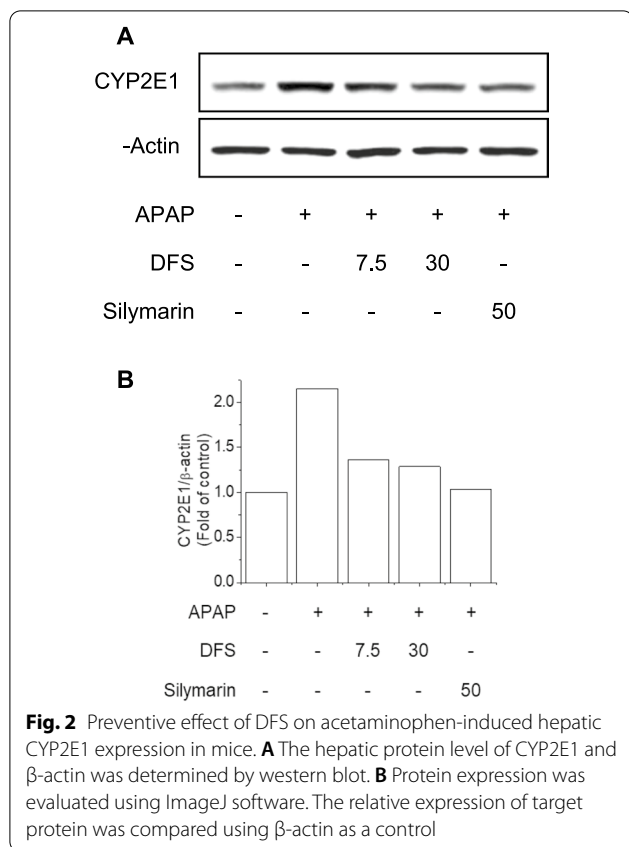 A
CYP2E1
-Actin
APAP - + + + +
DFS - - 7.5 30 -
Silymarin - - - - 50
B
CYP2E1/β-actin
(Fold of control)
2.0
1.5
1.0
0.5
0.0
APAP - + + + +
DFS - - 7.5 30 -
Silymarin - - - - 50
Fig. 2 Preventive effect of DFS on acetaminophen-induced hepatic
CYP2E1 expression in mice. A The hepatic protein level of CYP2E1 and
β-actin was determined by western blot. B Protein expression was
evaluated using ImageJ software. The relative expression of target
protein was compared using β-actin as a control